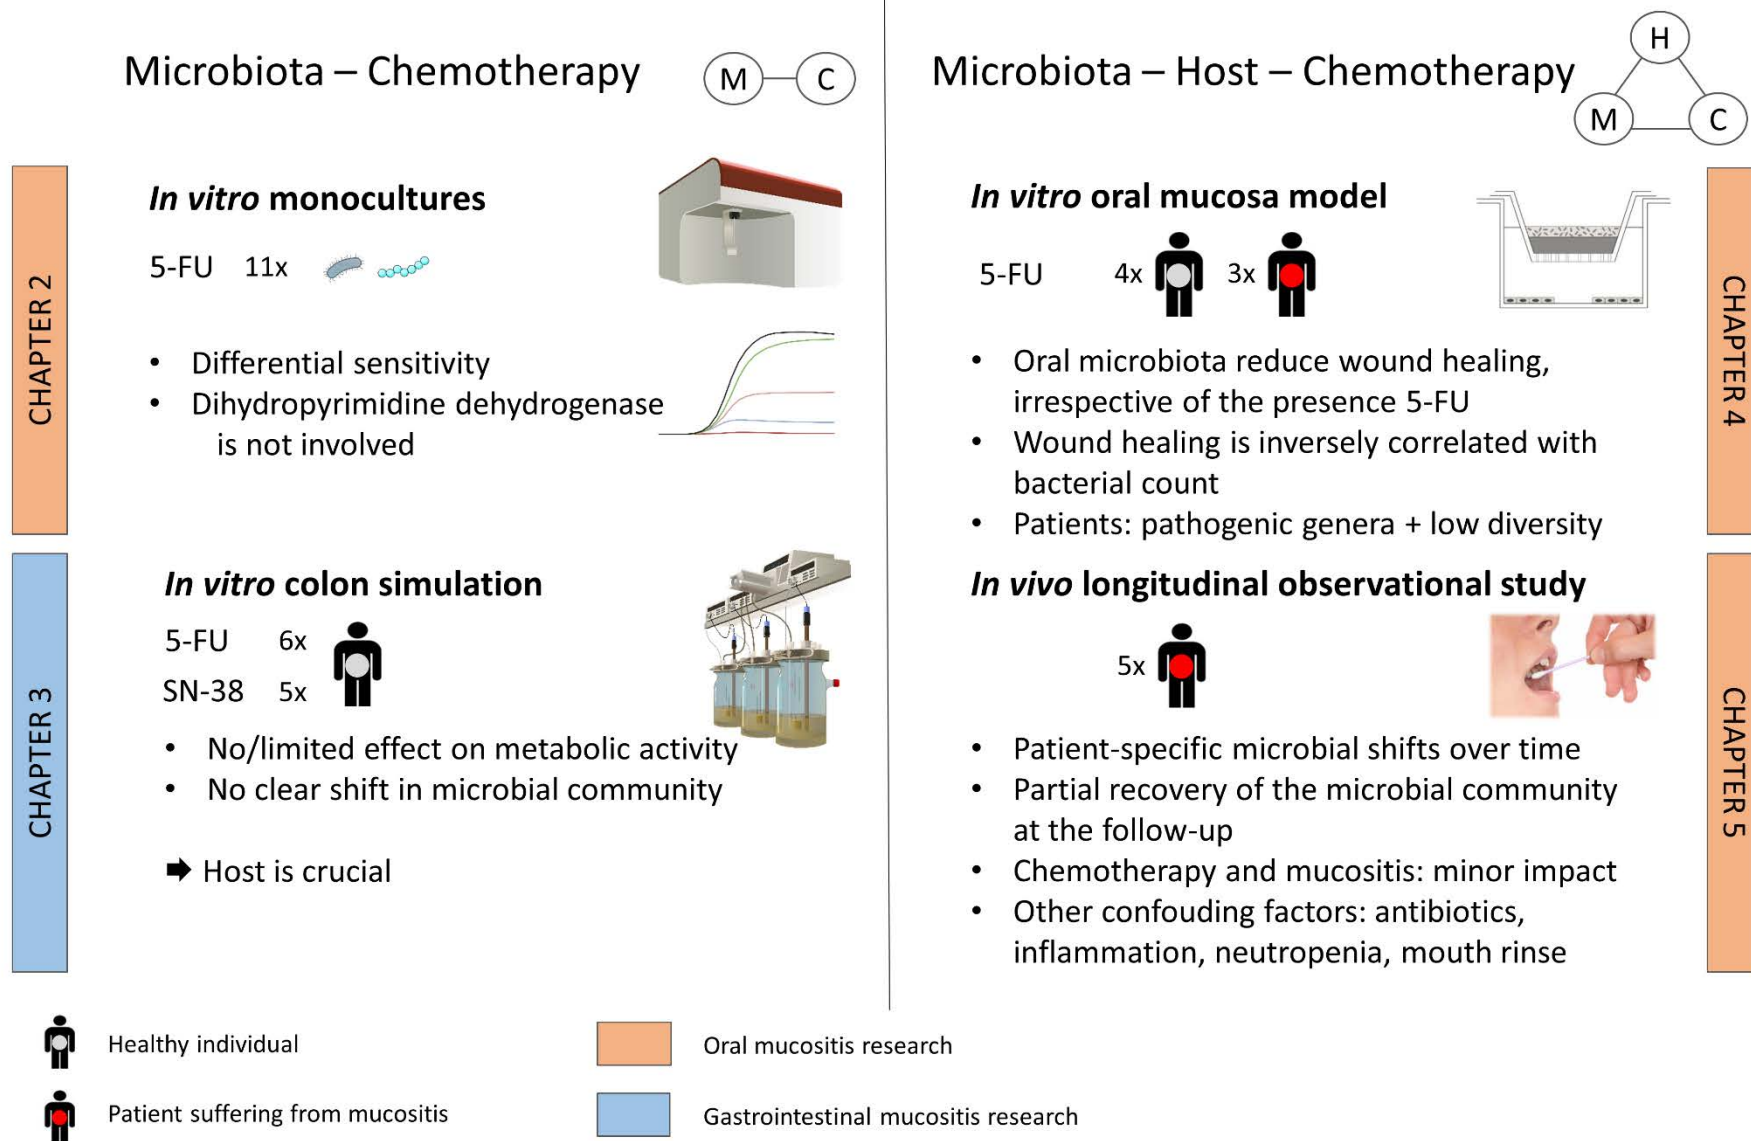 Microbiota – Chemotherapy
M
C
CHAPTER 2
In vitro monocultures
5-FU 11x
• Differential sensitivity
• Dihydropyrimidine dehydrogenase
is not involved
CHAPTER 3
In vitro colon simulation
5-FU 6x
SN-38 5x
• No/limited effect on metabolic activity
• No clear shift in microbial community
➡ Host is crucial
Microbiota – Host – Chemotherapy
H
M
C
CHAPTER 4
In vitro oral mucosa model
5-FU 4x 3x
• Oral microbiota reduce wound healing,
irrespective of the presence 5-FU
• Wound healing is inversely correlated with
bacterial count
• Patients: pathogenic genera + low diversity
CHAPTER 5
In vivo longitudinal observational study
5x
• Patient-specific microbial shifts over time
• Partial recovery of the microbial community
at the follow-up
• Chemotherapy and mucositis: minor impact
• Other confouding factors: antibiotics,
inflammation, neutropenia, mouth rinse
Healthy individual
Patient suffering from mucositis
Oral mucositis research
Gastrointestinal mucositis research